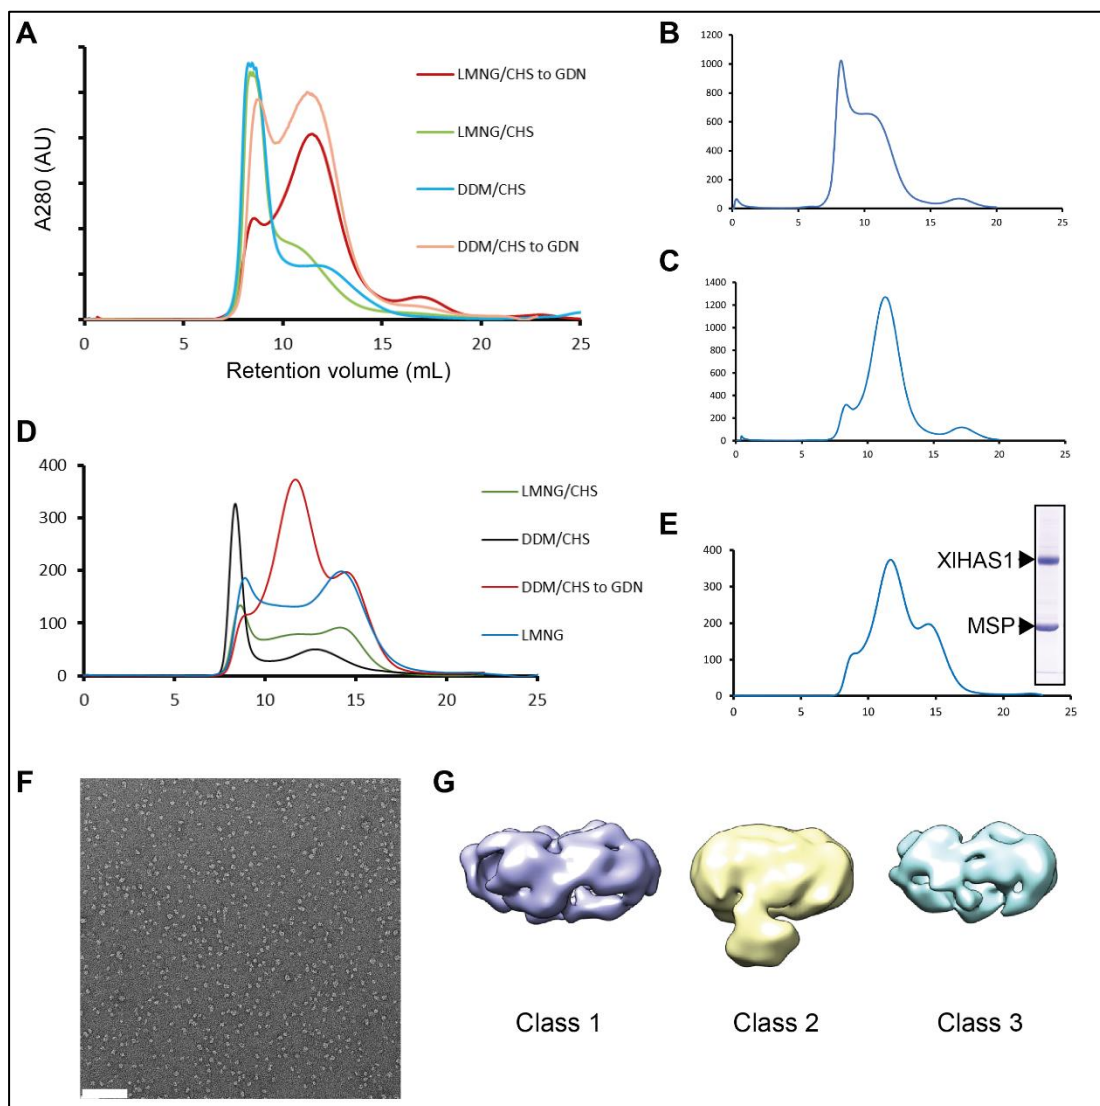 A
A280 (AU)
LMNG/CHS to GDN
LMNG/CHS
DDM/CHS
DDM/CHS to GDN
0 5 10 15 20 25
Retention volume (mL)
B
1200
1000
800
600
400
200
0
0 5 10 15 20 25
C
1400
1200
1000
800
600
400
200
0
0 5 10 15 20 25
D
400
300
200
100
0
0 5 10 15 20 25
LMNG/CHS
DDM/CHS
DDM/CHS to GDN
LMNG
E
400
300
200
100
0
0 5 10 15 20 25
XlHAS1
MSP
F
G
Class 1 Class 2 Class 3